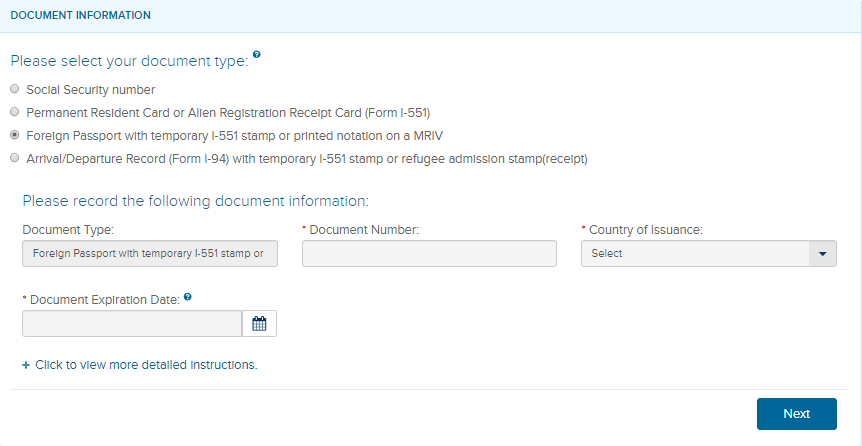 DOCUMENT INFORMATION
Please select your document type: ?
Social Security number
Permanent Resident Card or Alien Registration Receipt Card (Form I-551)
Foreign Passport with temporary I-551 stamp or printed notation on a MRIV
Arrival/Departure Record (Form I-94) with temporary I-551 stamp or refugee admission stamp(receipt)
Please record the following document information:
Document Type: * Document Number: * Country of Issuance:
Foreign Passport with temporary I-551 stamp or Select
* Document Expiration Date: ?
+ Click to view more detailed instructions.
Next